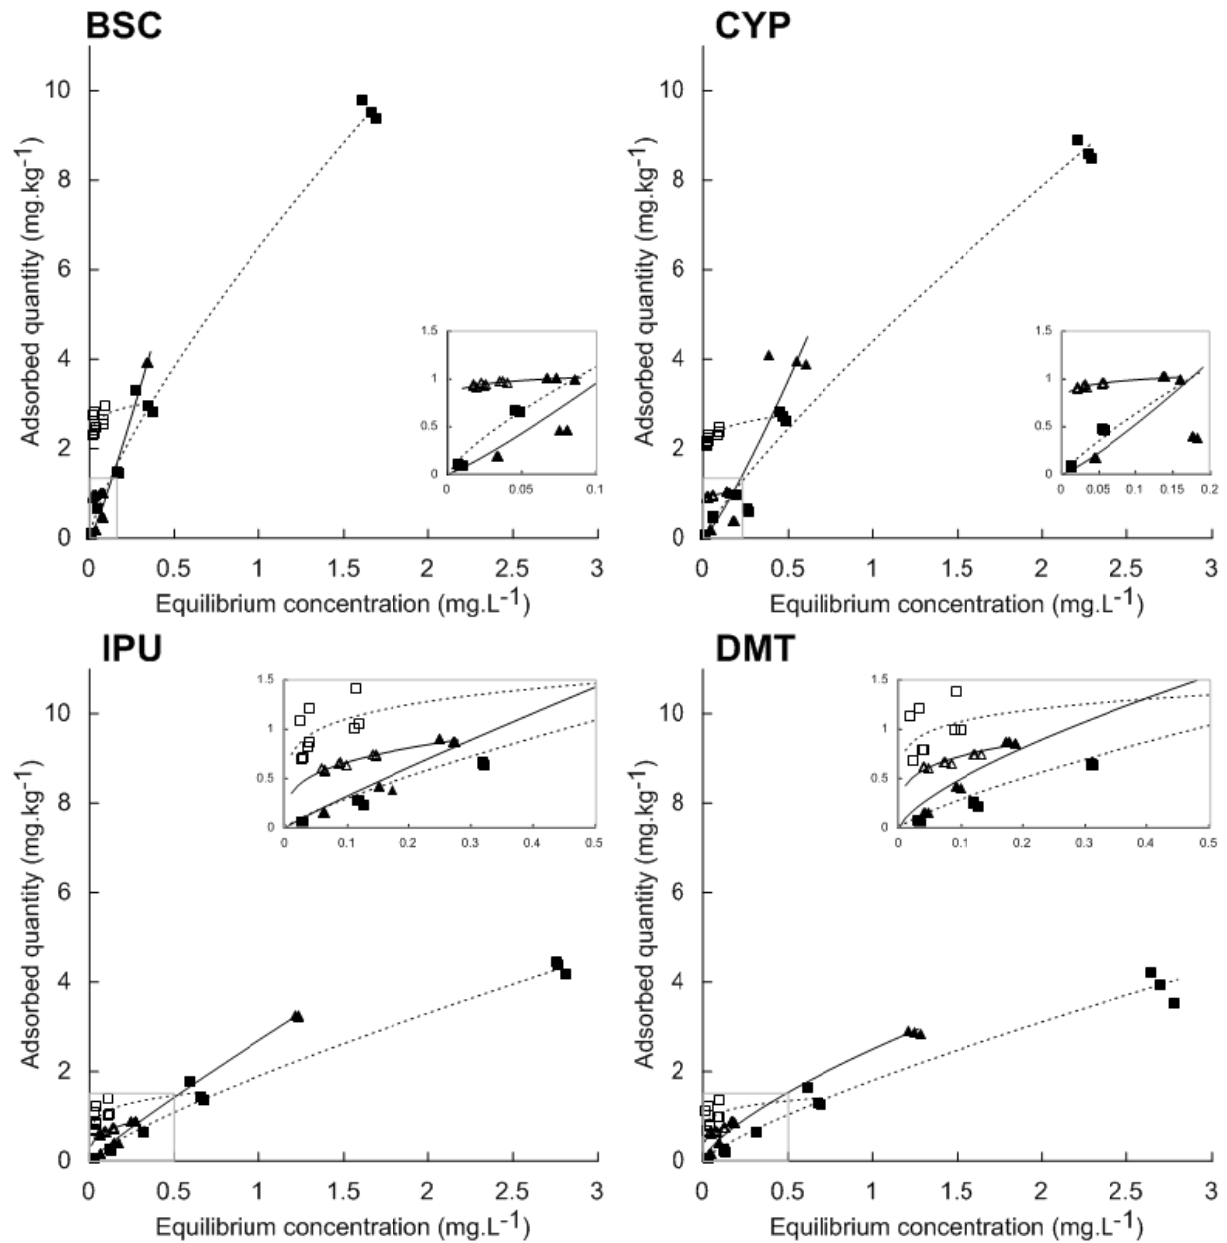 BSC
Adsorbed quantity (mg.kg-1)
10
8
6
4
2
0
1.5
1
0.5
0
0
0.05
0.1
0 0.5 1 1.5 2 2.5 3
Equilibrium concentration (mg.L-1)
CYP
Adsorbed quantity (mg.kg-1)
10
8
6
4
2
0
1.5
1
0.5
0
0 0.05 0.1 0.15 0.2
0 0.5 1 1.5 2 2.5 3
Equilibrium concentration (mg.L-1)
IPU
Adsorbed quantity (mg.kg-1)
10
8
6
4
2
0
1.5
1
0.5
0
0 0.1 0.2 0.3 0.4 0.5
0 0.5 1 1.5 2 2.5 3
Equilibrium concentration (mg.L-1)
DMT
Adsorbed quantity (mg.kg-1)
10
8
6
4
2
0
1.5
1
0.5
0
0 0.1 0.2 0.3 0.4 0.5
0 0.5 1 1.5 2 2.5 3
Equilibrium concentration (mg.L-1)